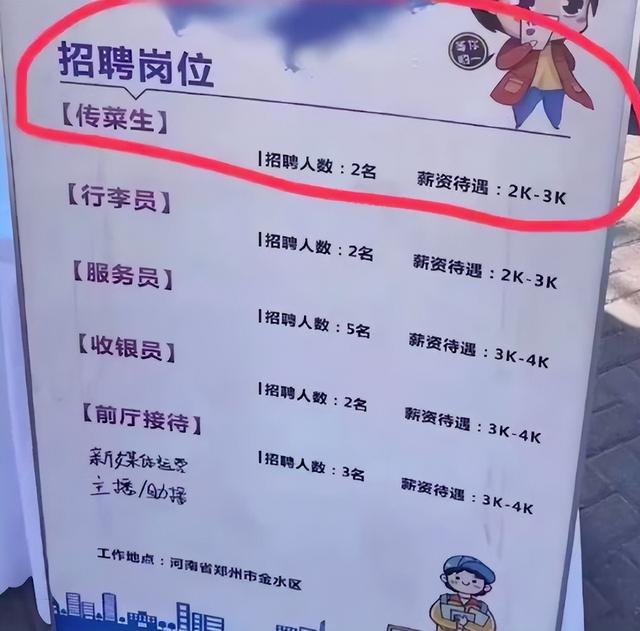 招聘岗位
【传菜生】
招聘人数：2名 薪资待遇：2K-3K
【行李员】
招聘人数：2名 薪资待遇：2K-3K
【服务员】
招聘人数：5名 薪资待遇：3K-4K
【收银员】
招聘人数：2名 薪资待遇：3K-4K
【前厅接待】
招聘人数：3名 薪资待遇：3K-4K
新媒体运营
主播/助播
工作地点：河南省郑州市金水区